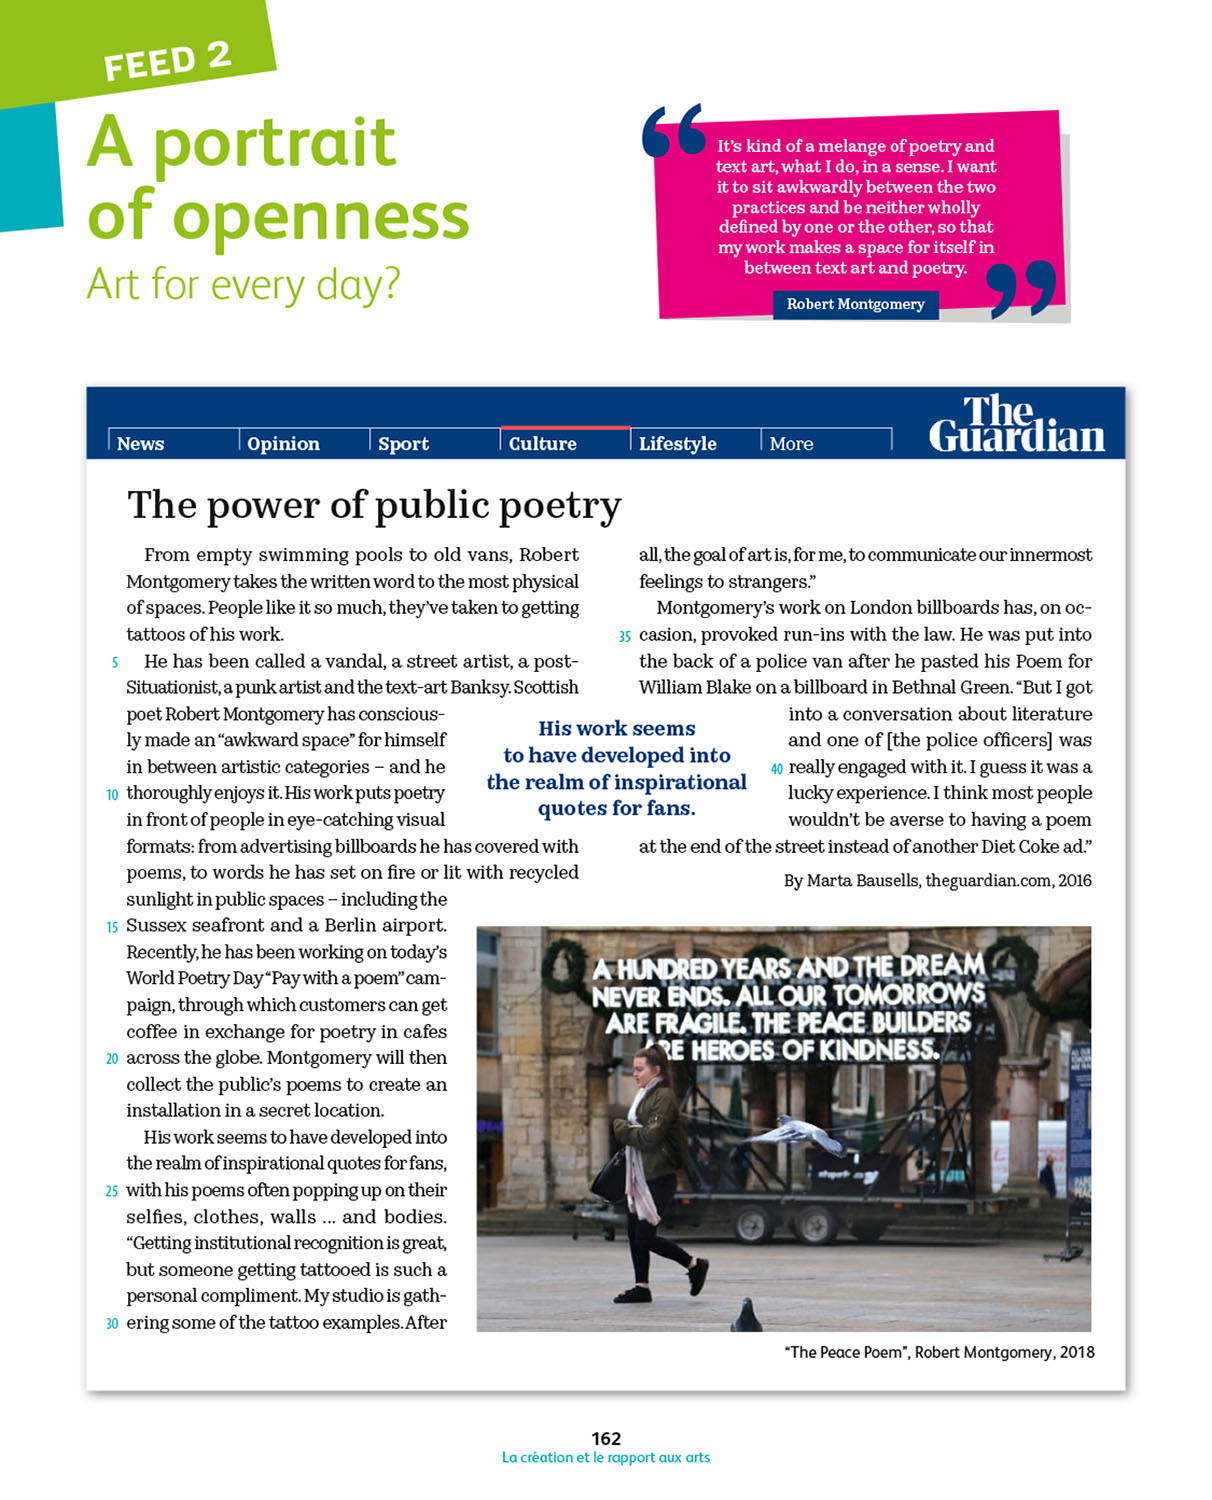 FEED 2
A portrait
of openness
Art for every day?
“
It’s kind of a melange of poetry and
text art, what I do, in a sense. I want
it to sit awkwardly between the two
practices and be neither wholly
defined by one or the other, so that
my work makes a space for itself in
between text art and poetry.
”
Robert Montgomery
The
Guardian
News Opinion Sport Culture Lifestyle More
The power of public poetry
From empty swimming pools to old vans, Robert
Montgomery takes the written word to the most physical
of spaces. People like it so much, they’ve taken to getting
tattoos of his work.
5 He has been called a vandal, a street artist, a post-
Situationist, a punk artist and the text-art Banksy. Scottish
poet Robert Montgomery has conscious-
ly made an “awkward space” for himself
in between artistic categories – and he
10 thoroughly enjoys it. His work puts poetry
in front of people in eye-catching visual
formats: from advertising billboards he has covered with
poems, to words he has set on fire or lit with recycled
sunlight in public spaces – including the
15 Sussex seafront and a Berlin airport.
Recently, he has been working on today’s
World Poetry Day “Pay with a poem” cam-
paign, through which customers can get
coffee in exchange for poetry in cafes
20 across the globe. Montgomery will then
collect the public’s poems to create an
installation in a secret location.
His work seems to have developed into
the realm of inspirational quotes for fans,
25 with his poems often popping up on their
selfies, clothes, walls ... and bodies.
“Getting institutional recognition is great,
but someone getting tattooed is such a
personal compliment. My studio is gath-
30 ering some of the tattoo examples. After
His work seems
to have developed into
the realm of inspirational
quotes for fans.
all, the goal of art is, for me, to communicate our innermost
feelings to strangers.”
Montgomery’s work on London billboards has, on oc-
35 casion, provoked run-ins with the law. He was put into
the back of a police van after he pasted his Poem for
William Blake on a billboard in Bethnal Green. “But I got
into a conversation about literature
and one of [the police officers] was
40 really engaged with it. I guess it was a
lucky experience. I think most people
wouldn’t be averse to having a poem
at the end of the street instead of another Diet Coke ad.”
By Marta Bausells, theguardian.com, 2016
A HUNDRED YEARS AND THE DREAM
NEVER ENDS. ALL OUR TOMORROWS
ARE FRAGILE. THE PEACE BUILDERS
ARE HEROES OF KINDNESS.
“The Peace Poem”, Robert Montgomery, 2018
162
La création et le rapport aux arts